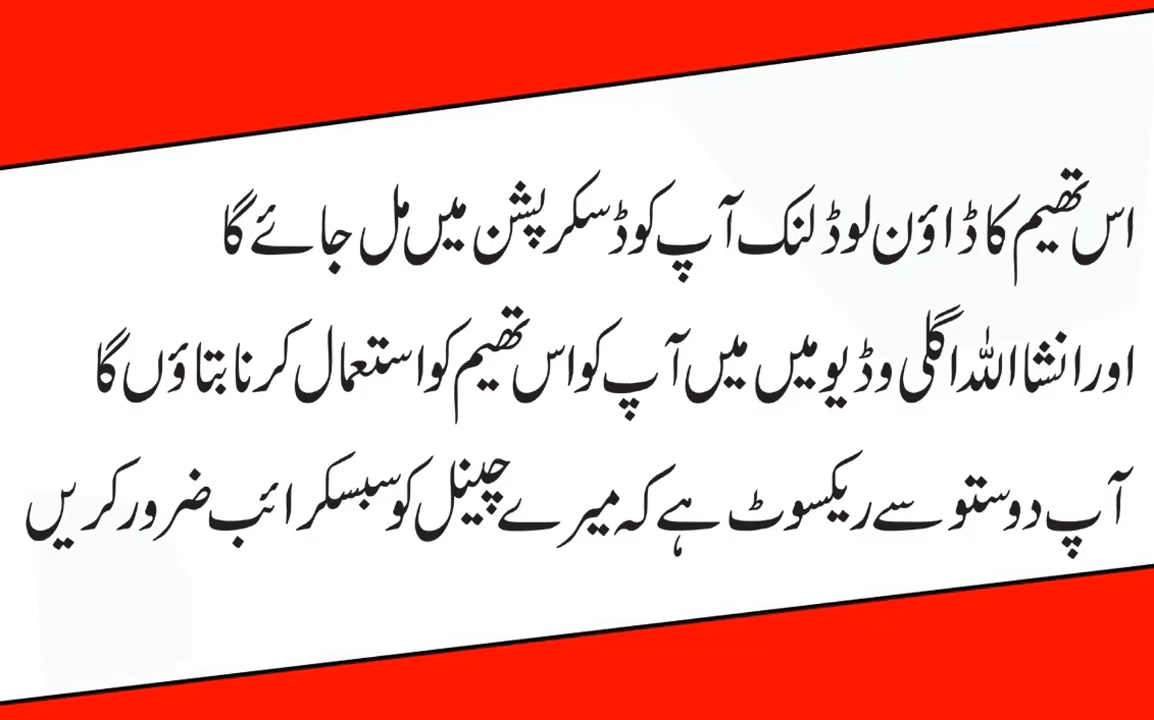 اس تھیم کا ڈاؤن لوڈ لنک آپ کو ڈسکرپشن میں مل جائے گا
اور انشااللہ اگلی وڈیو میں میں آپ کو اس تھیم کو استعمال کرنا بتاؤں گا
آپ دوستو سے ریکسوٹ ہے کہ میرے چینل کو سبسکرائب ضرور کریں